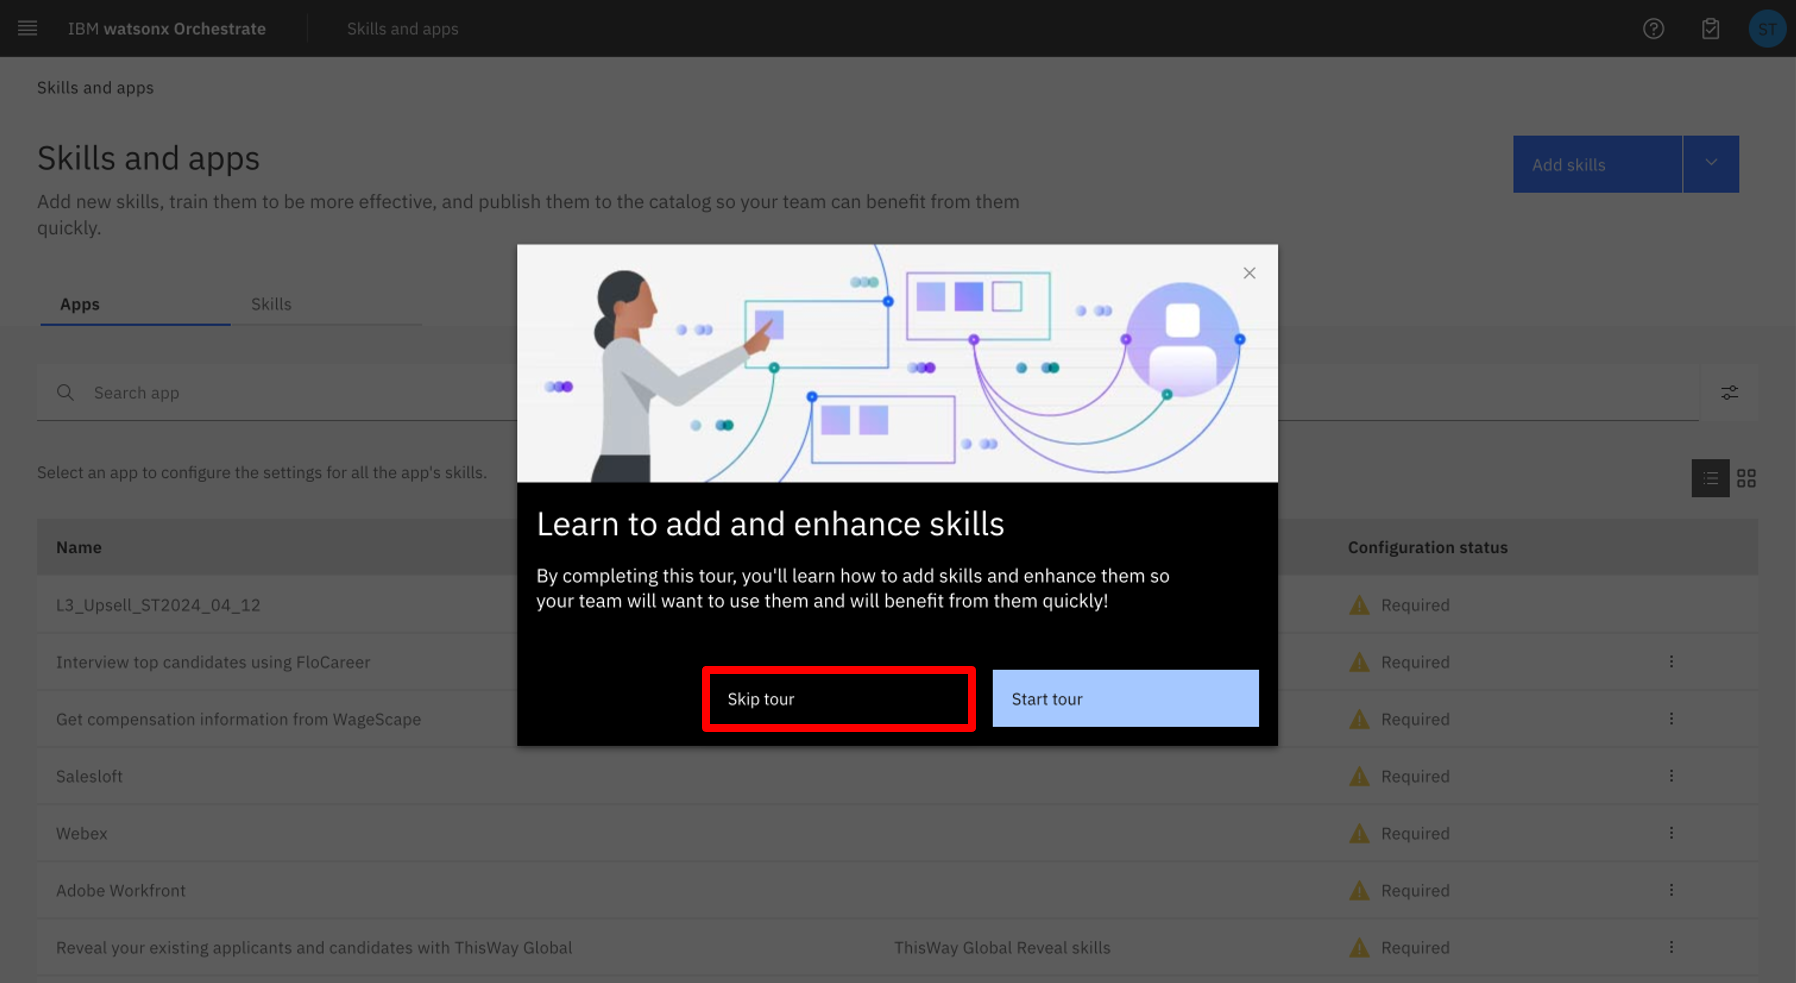 IBM watsonx Orchestrate
Skills and apps
ST
Skills and apps
Skills and apps
Add new skills, train them to be more effective, and publish them to the catalog so your team can benefit from them
quickly.
Add skills
Apps
Skills
Search app
Select an app to configure the settings for all the app's skills.
Learn to add and enhance skills
By completing this tour, you'll learn how to add skills and enhance them so
your team will want to use them and will benefit from them quickly!
Skip tour
Start tour
Name
Configuration status
L3_Upsell_ST2024_04_12
Required
Interview top candidates using FloCareer
Required
Get compensation information from WageScape
Required
Salesloft
Required
Webex
Required
Adobe Workfront
Required
Reveal your existing applicants and candidates with ThisWay Global
ThisWay Global Reveal skills
Required